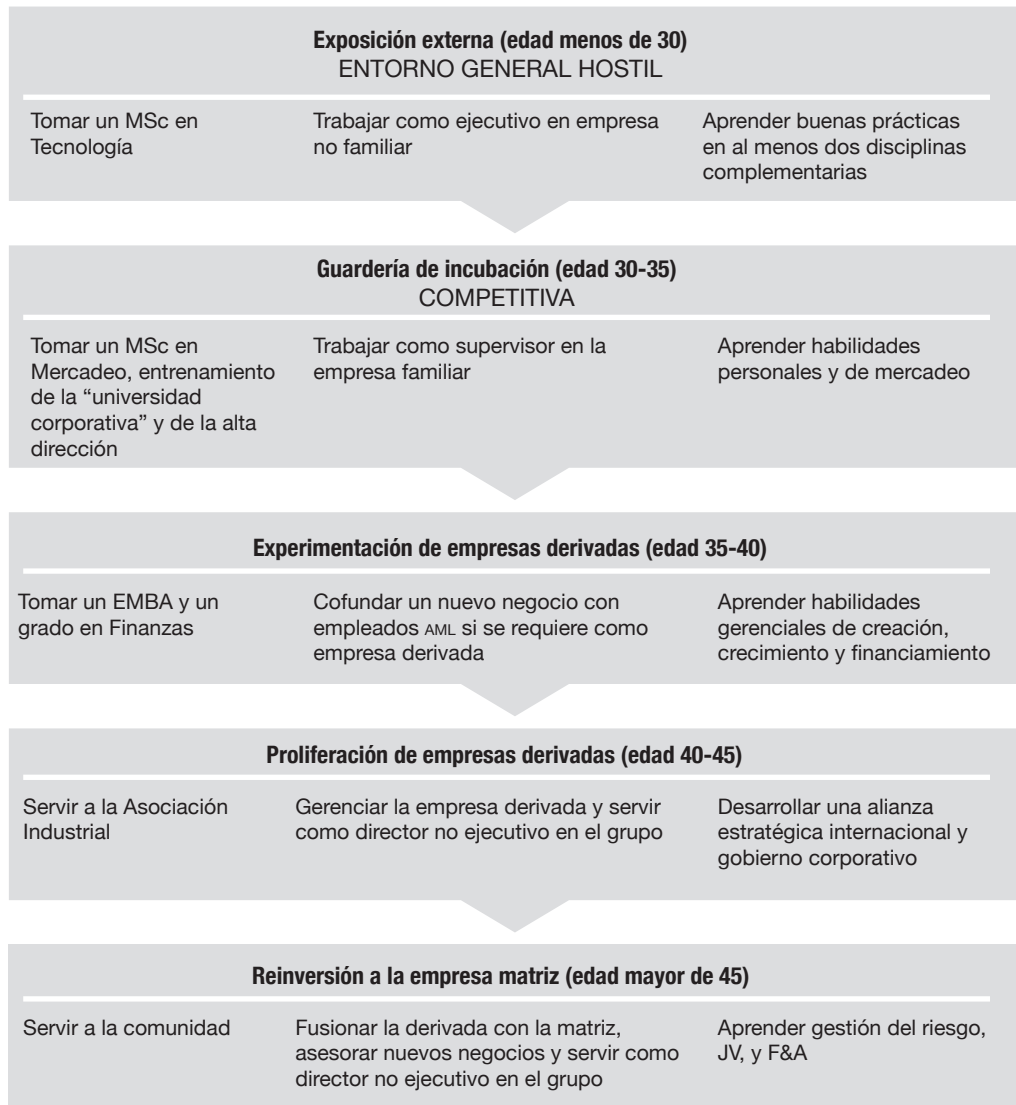 Exposición externa (edad menos de 30)
ENTORNO GENERAL HOSTIL
Tomar un MSc en
Tecnología
Trabajar como ejecutivo en empresa
no familiar
Aprender buenas prácticas
en al menos dos disciplinas
complementarias
Guardería de incubación (edad 30-35)
COMPETITIVA
Tomar un MSc en
Mercadeo, entrenamiento
de la “universidad
corporativa” y de la alta
dirección
Trabajar como supervisor en la
empresa familiar
Aprender habilidades
personales y de mercadeo
Experimentación de empresas derivadas (edad 35-40)
Tomar un EMBA y un
grado en Finanzas
Cofundar un nuevo negocio con
empleados AML si se requiere como
empresa derivada
Aprender habilidades
gerenciales de creación,
crecimiento y financiamiento
Proliferación de empresas derivadas (edad 40-45)
Servir a la Asociación
Industrial
Gerenciar la empresa derivada y servir
como director no ejecutivo en el grupo
Desarrollar una alianza
estratégica internacional y
gobierno corporativo
Reinversión a la empresa matriz (edad mayor de 45)
Servir a la comunidad
Fusionar la derivada con la matriz,
asesorar nuevos negocios y servir como
director no ejecutivo en el grupo
Aprender gestión del riesgo,
JV, y F&A